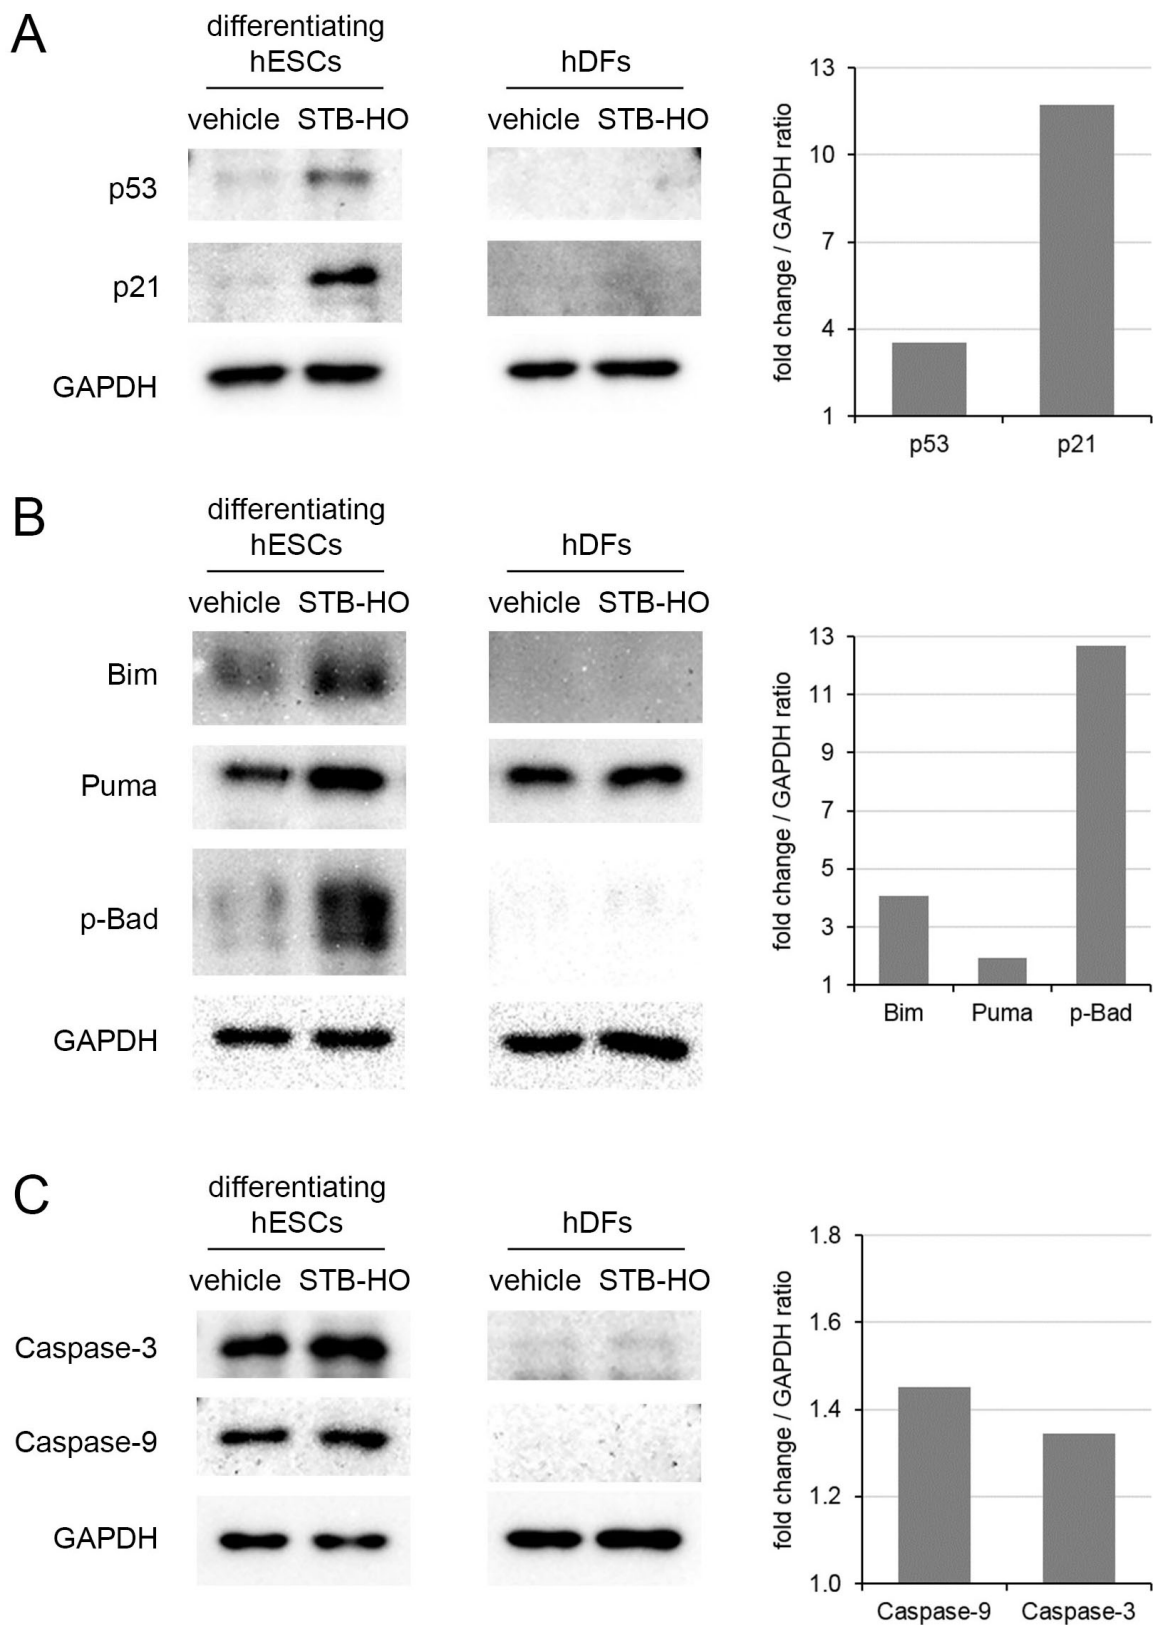 A
differentiating
hESCs
hDFs
vehicle STB-HO
vehicle STB-HO
p53
p21
GAPDH
fold change / GAPDH ratio
13
10
7
4
1
p53
p21
B
differentiating
hESCs
hDFs
vehicle STB-HO
vehicle STB-HO
Bim
Puma
p-Bad
GAPDH
fold change / GAPDH ratio
13
11
9
7
5
3
1
Bim
Puma
p-Bad
C
differentiating
hESCs
hDFs
vehicle STB-HO
vehicle STB-HO
Caspase-3
Caspase-9
GAPDH
fold change / GAPDH ratio
1.8
1.6
1.4
1.2
1.0
Caspase-9
Caspase-3